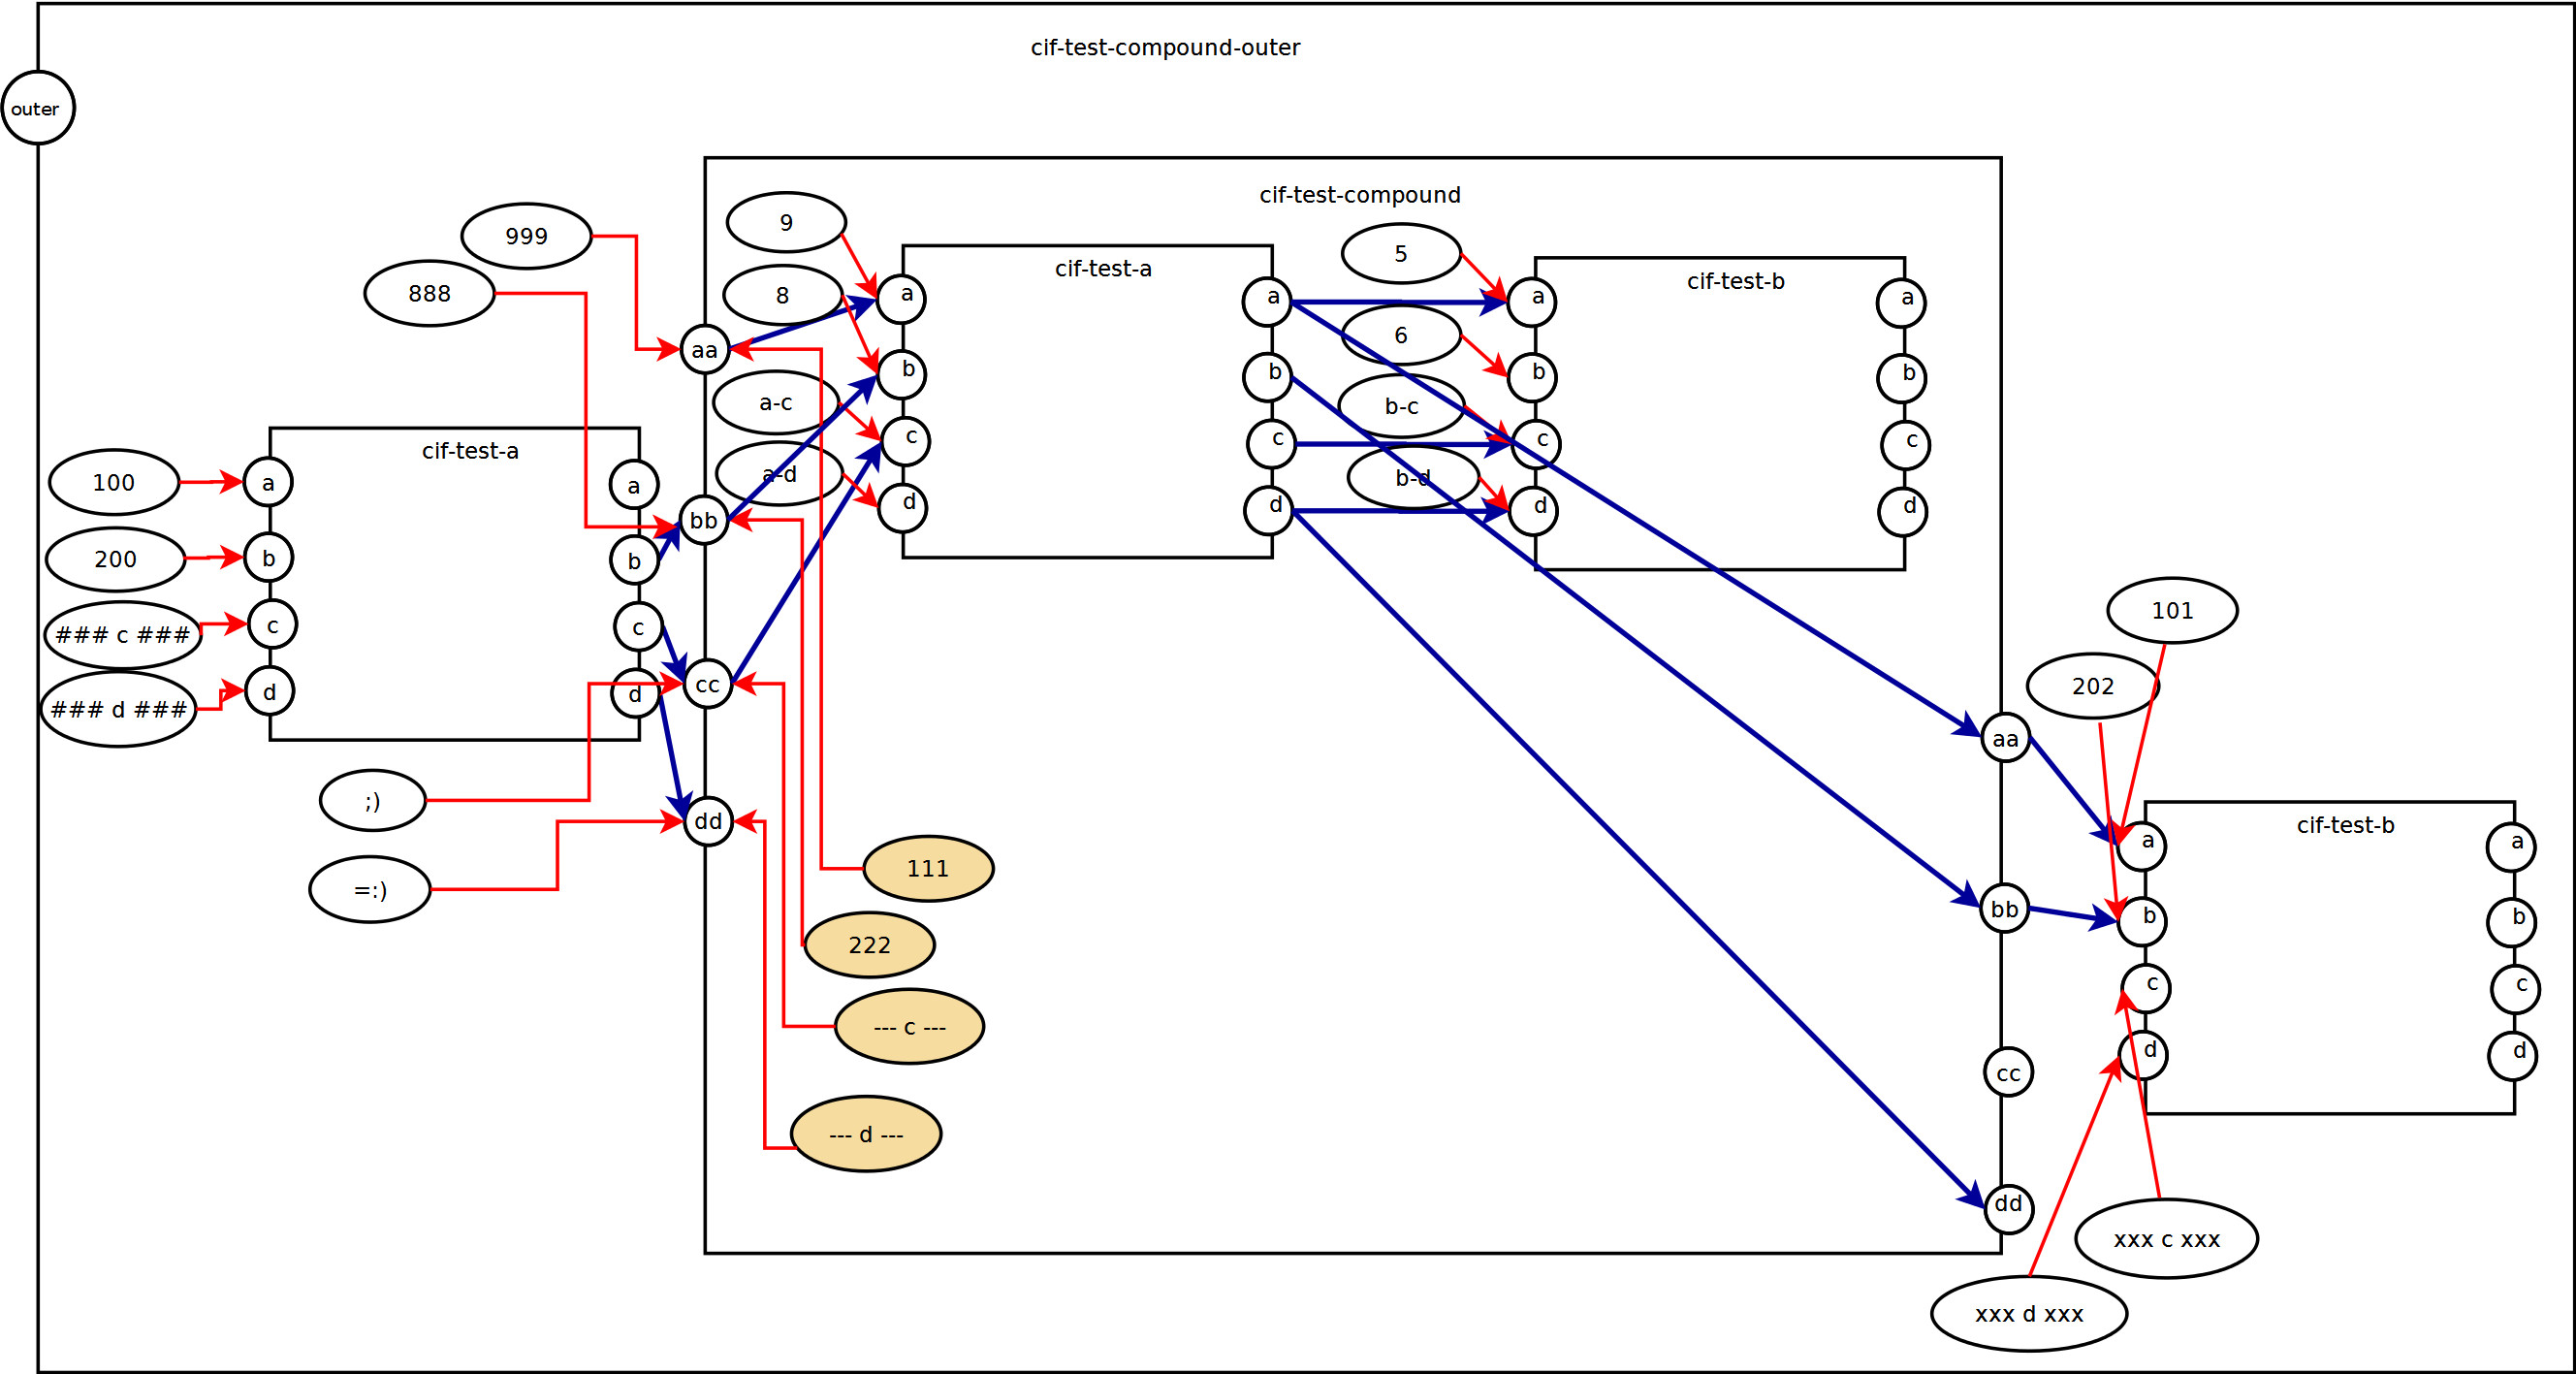 cif-test-compound-outer
outer
cif-test-compound
999
888
9
8
a-c
a-d
cif-test-a
a
b
c
d
a
b
c
d
5
6
b-c
b-d
cif-test-b
a
b
c
d
a
b
c
d
aa
bb
cc
dd
cif-test-a
100
200
### c ###
### d ###
a
b
c
d
a
b
c
d
;)
=:)
111
222
--- c ---
--- d ---
aa
bb
cc
dd
101
202
cif-test-b
a
b
c
d
a
b
c
d
xxx c xxx
xxx d xxx